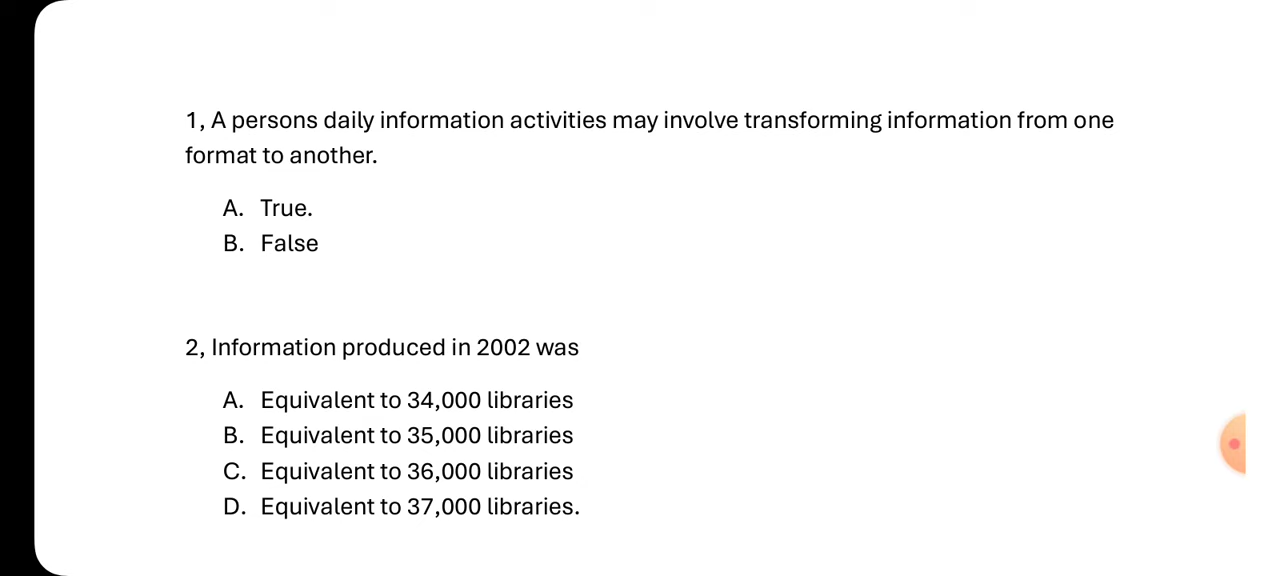 1, A persons daily information activities may involve transforming information from one
format to another.
A. True.
B. False
2, Information produced in 2002 was
A. Equivalent to 34,000 libraries
B. Equivalent to 35,000 libraries
C. Equivalent to 36,000 libraries
D. Equivalent to 37,000 libraries.